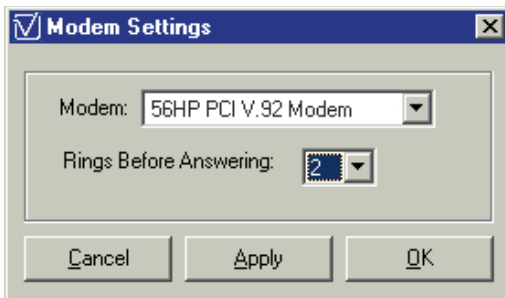 Modem Settings
Modem: 56HP PCI V.92 Modem
Rings Before Answering: 2
Cancel Apply OK